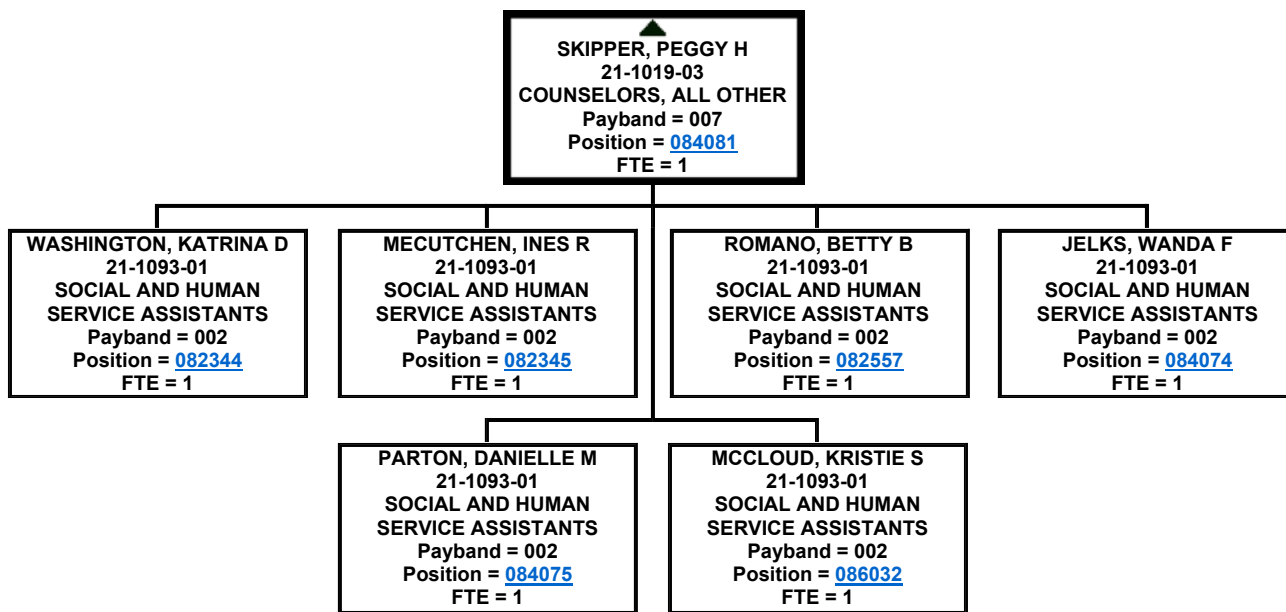 SKIPPER, PEGGY H
21-1019-03
COUNSELORS, ALL OTHER
Payband = 007
Position = 084081
FTE = 1
WASHINGTON, KATRINA D
21-1093-01
SOCIAL AND HUMAN
SERVICE ASSISTANTS
Payband = 002
Position = 082344
FTE = 1
MECUTCHEN, INES R
21-1093-01
SOCIAL AND HUMAN
SERVICE ASSISTANTS
Payband = 002
Position = 082345
FTE = 1
ROMANO, BETTY B
21-1093-01
SOCIAL AND HUMAN
SERVICE ASSISTANTS
Payband = 002
Position = 082557
FTE = 1
JELKS, WANDA F
21-1093-01
SOCIAL AND HUMAN
SERVICE ASSISTANTS
Payband = 002
Position = 084074
FTE = 1
PARTON, DANIELLE M
21-1093-01
SOCIAL AND HUMAN
SERVICE ASSISTANTS
Payband = 002
Position = 084075
FTE = 1
MCCLOUD, KRISTIE S
21-1093-01
SOCIAL AND HUMAN
SERVICE ASSISTANTS
Payband = 002
Position = 086032
FTE = 1